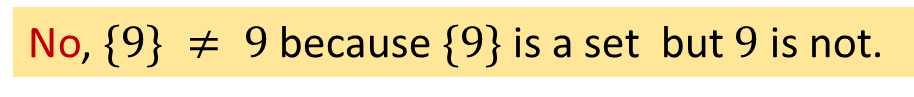 No, {9} ≠ 9 because {9} is a set but 9 is not.